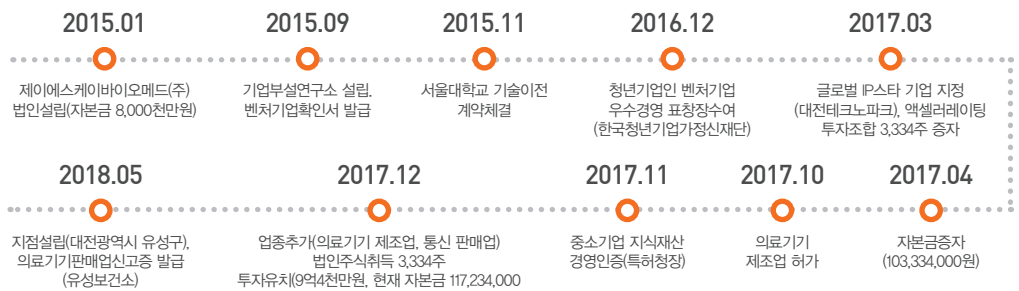 2015.01
제이에스케이바이오메드(주)
법인설립(자본금 8,000천만원)
2015.09
기업부설연구소 설립,
벤처기업확인서 발급
2015.11
서울대학교 기술이전
계약체결
2016.12
청년기업인 벤처기업
우수경영 표창장수여
(한국청년기업가정신재단)
2017.03
글로벌 IP스타 기업 지정
(대전테크노파크), 액셀러레이팅
투자조합 3,334주 증자
2017.04
자본금증자
(103,334,000원)
2017.10
의료기기
제조업 허가
2017.11
중소기업 지식재산
경영인증(특허청장)
2017.12
업종추가(의료기기 제조업, 통신 판매업)
법인주식취득 3,334주
투자유치(9억4천만원, 현재 자본금 117,234,000
2018.05
지점설립(대전광역시 유성구),
의료기기판매업신고증 발급
(유성보건소)